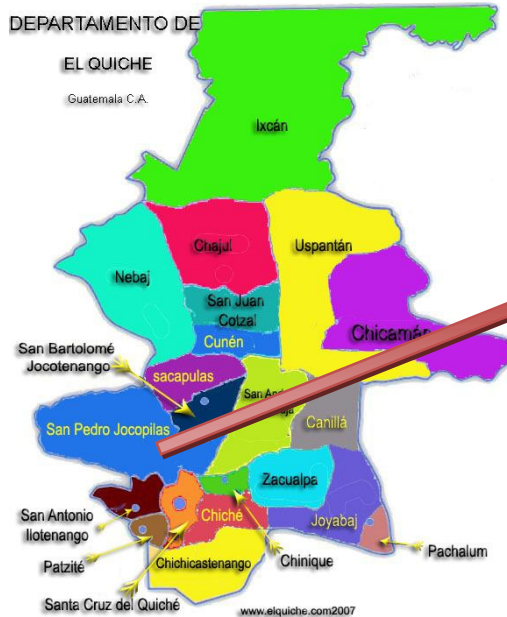 DEPARTAMENTO DE
EL QUICHE
Guatemala C.A.
Ixcán
Chajul
Uspantán
Nebaj
San Juan
Cotzal
Chicamán
Cunén
San Bartolomé
Jocotenango
sacapulas
San
San Pedro Jocopilas
Canillá
Zacualpa
San Antonio
Ilotenango
Chiché
Joyabaj
Patzité
Chichicastenango
Chinique
Pachalum
Santa Cruz del Quiché
www.elquiche.com2007